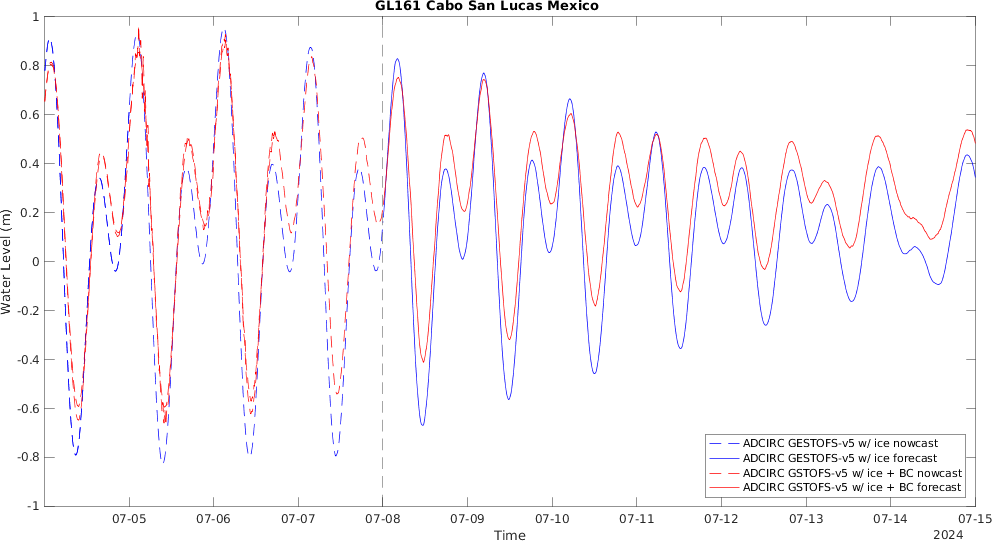 GL161 Cabo San Lucas Mexico
1
0.8
0.6
0.4
0.2
0
-0.2
-0.4
-0.6
-0.8
-1
Water Level (m)
ADCIRC GESTOFS-v5 w/ ice nowcast
ADCIRC GESTOFS-v5 w/ ice forecast
ADCIRC GSTOFS-v5 w/ ice + BC nowcast
ADCIRC GSTOFS-v5 w/ ice + BC forecast
07-05 07-06 07-07 07-08 07-09 07-10 07-11 07-12 07-13 07-14 07-15
Time
2024